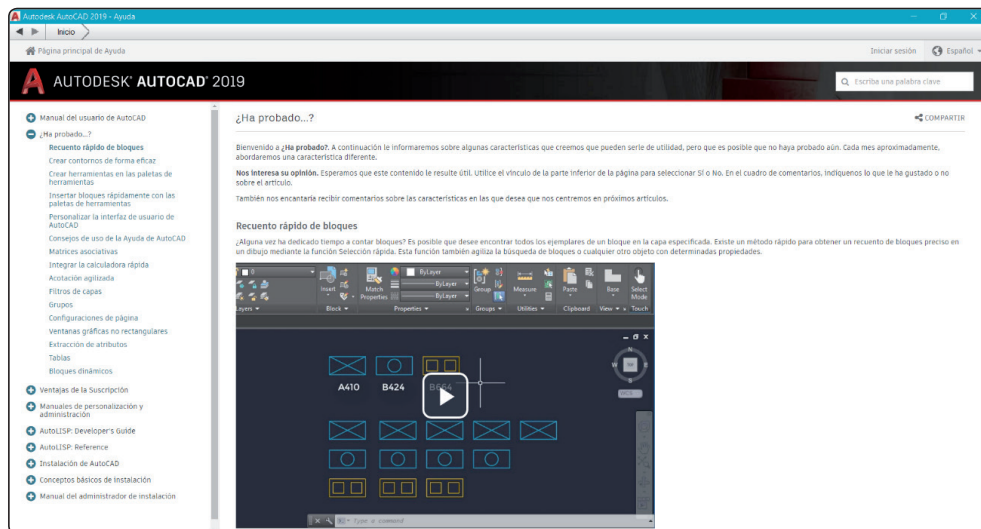 Autodesk AutoCAD 2019 - Ayuda
Inicio
Página principal de Ayuda
Iniciar sesión
Español
AUTODESK® AUTOCAD® 2019
Escriba una palabra clave
Manual del usuario de AutoCAD
¿Ha probado...?
Recuento rápido de bloques
Crear contornos de forma eficaz
Crear herramientas en las paletas de
herramientas
Insertar bloques rápidamente con las
paletas de herramientas
Personalizar la interfaz de usuario de
AutoCAD
Consejos de uso de la Ayuda de AutoCAD
Matrices asociativas
Integrar la calculadora rápida
Acotación agilizada
Filtros de capas
Grupos
Configuraciones de página
Ventanas gráficas no rectangulares
Extracción de atributos
Tablas
Bloques dinámicos
Ventajas de la Suscripción
Manuales de personalización y
administración
AutoLISP: Developer's Guide
AutoLISP: Reference
Instalación de AutoCAD
Conceptos básicos de instalación
Manual del administrador de instalación
¿Ha probado...?
COMPARTIR
Bienvenido a ¿Ha probado?. A continuación le informaremos sobre algunas características que creemos que pueden serle de utilidad, pero que es posible que no haya probado aún. Cada mes aproximadamente,
abordaremos una característica diferente.
Nos interesa su opinión. Esperamos que este contenido le resulte útil. Utilice el vínculo de la parte inferior de la página para seleccionar Sí o No. En el cuadro de comentarios, indíquenos lo que le ha gustado o no
sobre el artículo.
También nos encantaría recibir comentarios sobre las características en las que desea que nos centremos en próximos artículos.
Recuento rápido de bloques
¿Alguna vez ha dedicado tiempo a contar bloques? Es posible que desee encontrar todos los ejemplares de un bloque en la capa especificada. Existe un método rápido para obtener un recuento de bloques preciso en
un dibujo mediante la función Selección rápida. Esta función también agiliza la búsqueda de bloques o cualquier otro objeto con determinadas propiedades.
0
ByLayer
ByLayer
ByLayer
Insert
Match
Properties
Group
Measure
Paste
Base
Select
Mode
ayers
Block
Properties
Groups
Utilities
Clipboard
View
Touch
N
W
E
S
WCS
A410 B424 B664
Type a command